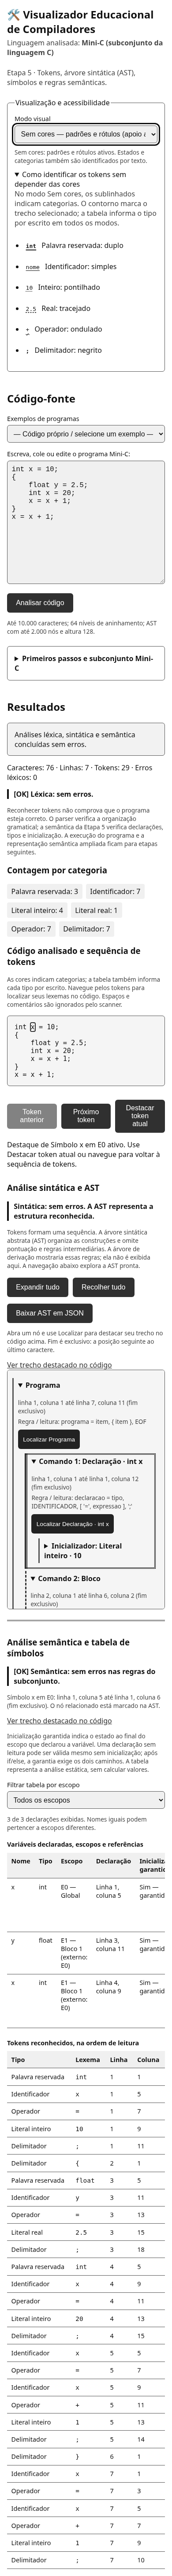 🛠️ Visualizador Educacional
de Compiladores
Linguagem analisada: Mini-C (subconjunto da
linguagem C)
Etapa 5 · Tokens, árvore sintática (AST),
símbolos e regras semânticas.
Visualização e acessibilidade
Modo visual
Sem cores — padrões e rótulos (apoio a
Sem cores; padrões e rótulos ativos. Estados e
categorias também são identificados por texto.
▼ Como identificar os tokens sem
depender das cores
No modo Sem cores, os sublinhados
indicam categorias. O contorno marca o
trecho selecionado; a tabela informa o tipo
por escrito em todos os modos.
int Palavra reservada: duplo
nome Identificador: simples
10 Inteiro: pontilhado
2.5 Real: tracejado
+ Operador: ondulado
; Delimitador: negrito
Código-fonte
Exemplos de programas
— Código próprio / selecione um exemplo —
Escreva, cole ou edite o programa Mini-C:
int x = 10;
{
    float y = 2.5;
    int x = 20;
    x = x + 1;
}
x = x + 1;
Analisar código
Até 10.000 caracteres; 64 níveis de aninhamento; AST
com até 2.000 nós e altura 128.
▶ Primeiros passos e subconjunto Mini-
C
Resultados
Análises léxica, sintática e semântica
concluídas sem erros.
Caracteres: 76 · Linhas: 7 · Tokens: 29 · Erros
léxicos: 0
[OK] Léxica: sem erros.
Reconhecer tokens não comprova que o programa
esteja correto. O parser verifica a organização
gramatical; a semântica da Etapa 5 verifica declarações,
tipos e inicialização. A execução do programa e a
representação semântica ampliada ficam para etapas
seguintes.
Contagem por categoria
Palavra reservada: 3
Identificador: 7
Literal inteiro: 4
Literal real: 1
Operador: 7
Delimitador: 7
Código analisado e sequência de
tokens
As cores indicam categorias; a tabela também informa
cada tipo por escrito. Navegue pelos tokens para
localizar seus lexemas no código. Espaços e
comentários são ignorados pelo scanner.
int x = 10;
{
    float y = 2.5;
    int x = 20;
    x = x + 1;
}
x = x + 1;
Token
anterior
Próximo
token
Destacar
token
atual
Destaque de Símbolo x em E0 ativo. Use
Destacar token atual ou navegue para voltar à
sequência de tokens.
Análise sintática e AST
Sintática: sem erros. A AST representa a
estrutura reconhecida.
Tokens formam uma sequência. A árvore sintática
abstrata (AST) organiza as construções e omite
pontuação e regras intermediárias. A árvore de
derivação mostraria essas regras; ela não é exibida
aqui. A navegação abaixo explora a AST pronta.
Expandir tudo
Recolher tudo
Baixar AST em JSON
Abra um nó e use Localizar para destacar seu trecho no
código acima. Fim é exclusivo: a posição seguinte ao
último caractere.
Ver trecho destacado no código
▼ Programa
linha 1, coluna 1 até linha 7, coluna 11 (fim
exclusivo)
Regra / leitura: programa = item, { item }, EOF
Localizar Programa
▼ Comando 1: Declaração · int x
linha 1, coluna 1 até linha 1, coluna 12
(fim exclusivo)
Regra / leitura: declaracao = tipo,
IDENTIFICADOR, [ '=', expressao ], ';'
Localizar Declaração · int x
▶ Inicializador: Literal
inteiro · 10
▼ Comando 2: Bloco
linha 2, coluna 1 até linha 6, coluna 2 (fim
exclusivo)
Análise semântica e tabela de
símbolos
[OK] Semântica: sem erros nas regras do
subconjunto.
Símbolo x em E0: linha 1, coluna 5 até linha 1, coluna 6
(fim exclusivo). O nó relacionado está marcado na AST.
Ver trecho destacado no código
Inicialização garantida indica o estado ao final do
escopo que declarou a variável. Uma declaração sem
leitura pode ser válida mesmo sem inicialização; após
if/else, a garantia exige os dois caminhos. A tabela
representa a análise estática, sem calcular valores.
Filtrar tabela por escopo
Todos os escopos
3 de 3 declarações exibidas. Nomes iguais podem
pertencer a escopos diferentes.
Variáveis declaradas, escopos e referências
Nome Tipo Escopo Declaração
x int E0 — Global Linha 1, coluna 5 Sim —
y float E1 — Bloco 1 (externo: E0) Linha 3, coluna 11 Sim —
x int E1 — Bloco 1 (externo: E0) Linha 4, coluna 9 Sim —
Tokens reconhecidos, na ordem de leitura
Tipo Lexema Linha Coluna
Palavra reservada int 1 1
Identificador x 1 5
Operador = 1 7
Literal inteiro 10 1 9
Delimitador ; 1 11
Delimitador { 2 1
Palavra reservada float 3 5
Identificador y 3 11
Operador = 3 13
Literal real 2.5 3 15
Delimitador ; 3 18
Palavra reservada int 4 5
Identificador x 4 9
Operador = 4 11
Literal inteiro 20 4 13
Delimitador ; 4 15
Identificador x 5 5
Operador = 5 7
Identificador x 5 9
Operador + 5 11
Literal inteiro 1 5 13
Delimitador ; 5 14
Delimitador } 6 1
Identificador x 7 1
Operador = 7 3
Identificador x 7 5
Operador + 7 7
Literal inteiro 1 7 9
Delimitador ; 7 10